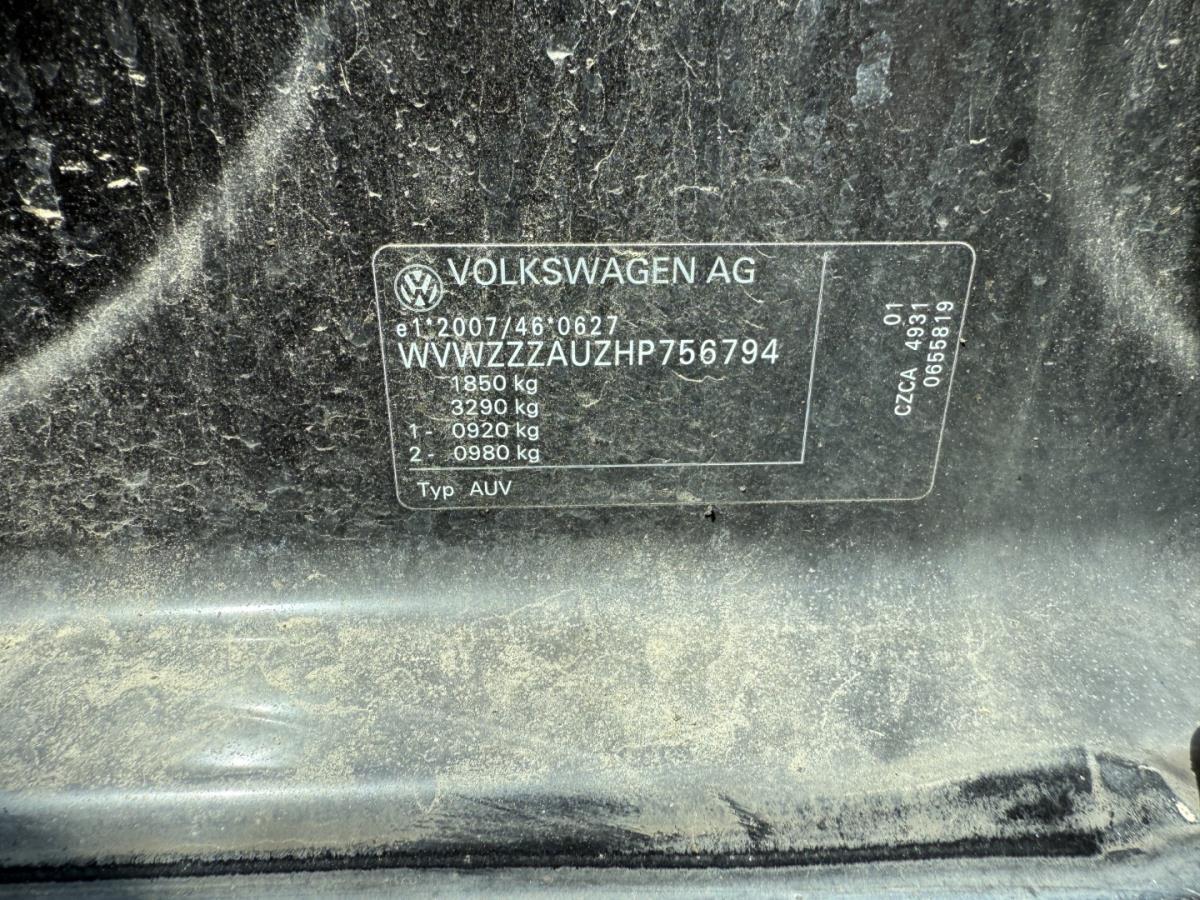 VOLKSWAGEN AG
e1*2007/46*0627
WVWZZZAUZHP756794
1850 kg
3290 kg
1- 0920 kg
2- 0980 kg
Typ AUV
01
CZCA 4931
0655819